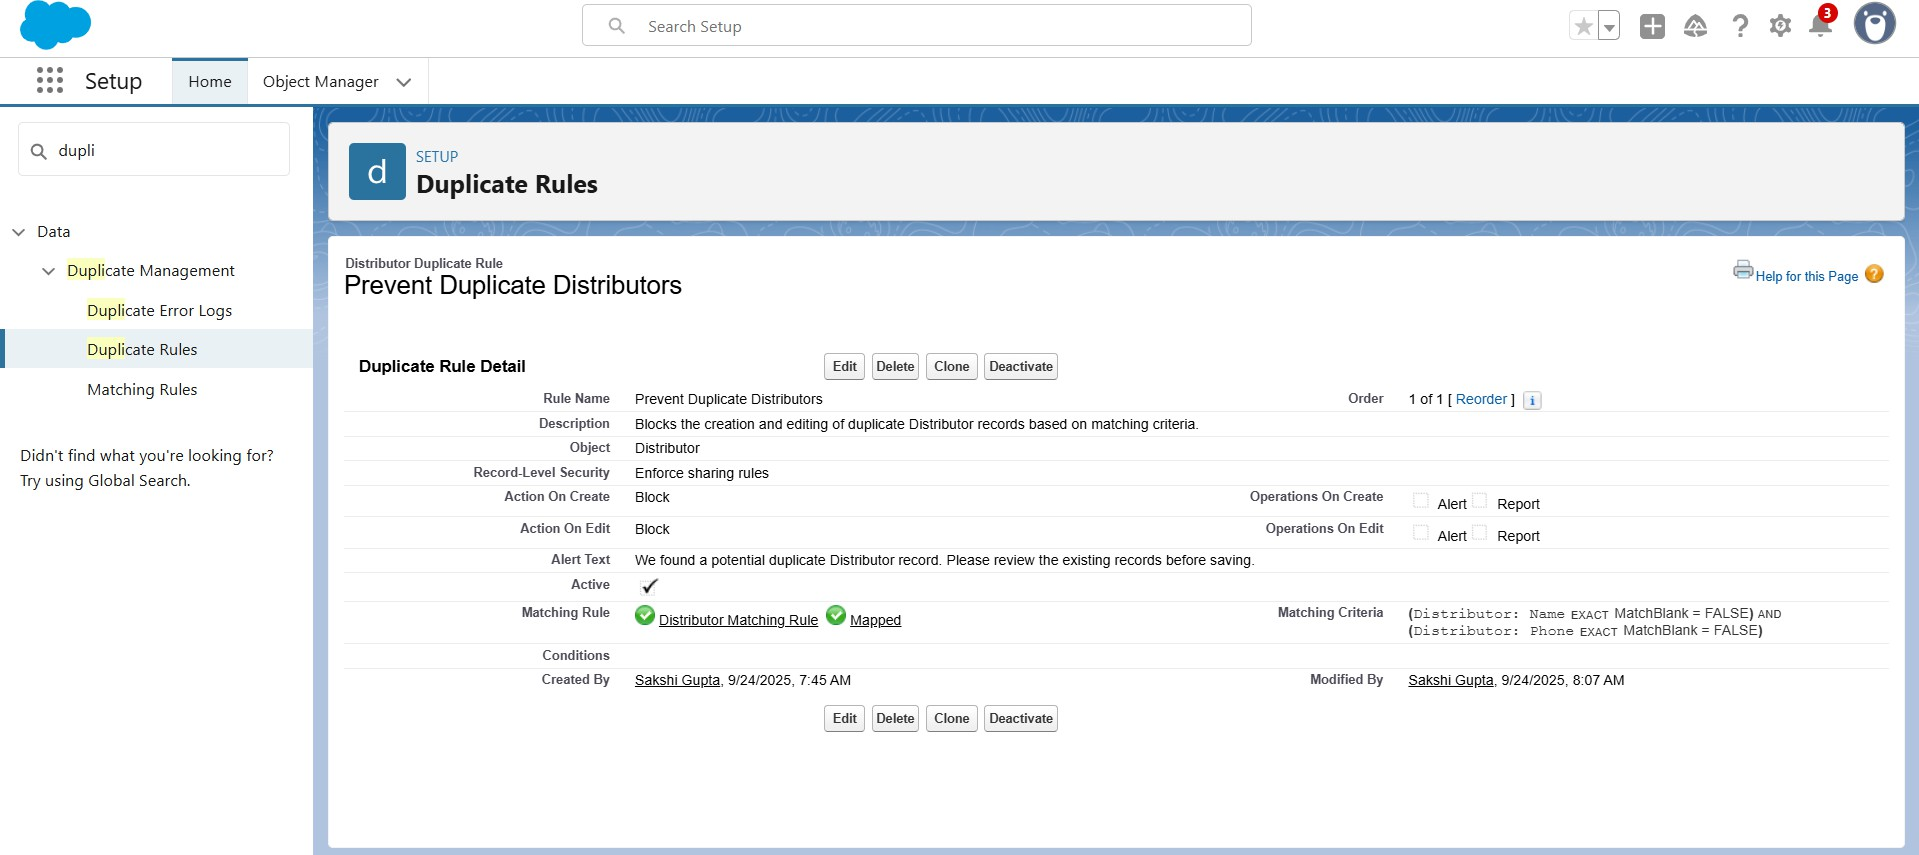 Search Setup
3
Setup
Home
Object Manager
dupli
Data
Duplicate Management
Duplicate Error Logs
Duplicate Rules
Matching Rules
Didn't find what you're looking for?
Try using Global Search.
d
SETUP
Duplicate Rules
Distributor Duplicate Rule
Prevent Duplicate Distributors
Help for this Page ?
Duplicate Rule Detail
Edit Delete Clone Deactivate
Rule Name Prevent Duplicate Distributors Order 1 of 1 [ Reorder ] i
Description Blocks the creation and editing of duplicate Distributor records based on matching criteria.
Object Distributor
Record-Level Security Enforce sharing rules
Action On Create Block Operations On Create Alert Report
Action On Edit Block Operations On Edit Alert Report
Alert Text We found a potential duplicate Distributor record. Please review the existing records before saving.
Active
Matching Rule Distributor Matching Rule Mapped Matching Criteria (Distributor: Name EXACT MatchBlank = FALSE) AND
(Distributor: Phone EXACT MatchBlank = FALSE)
Conditions
Created By Sakshi Gupta, 9/24/2025, 7:45 AM Modified By Sakshi Gupta, 9/24/2025, 8:07 AM
Edit Delete Clone Deactivate